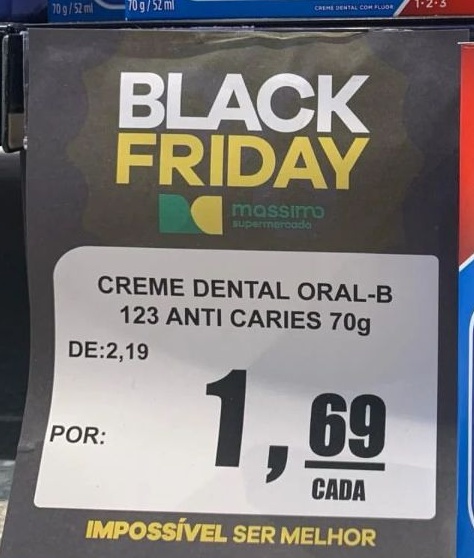 70 g / 52 ml
70 g / 52 ml
CREME DENTAL COM FLÚOR
1•2•3
BLACK
FRIDAY
massimo
supermercado
CREME DENTAL ORAL-B
123 ANTI CARIES 70g
DE:2,19
POR:
1,69
CADA
IMPOSSÍVEL SER MELHOR